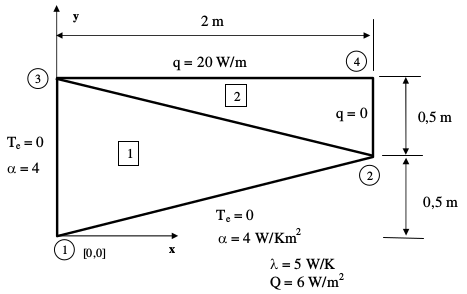 y
2 m
q = 20 W/m
4
3
2
q = 0
0,5 m
Te = 0
α = 4
1
2
0,5 m
Te = 0
α = 4 W/Km²
1
[0,0]
x
λ = 5 W/K
Q = 6 W/m²